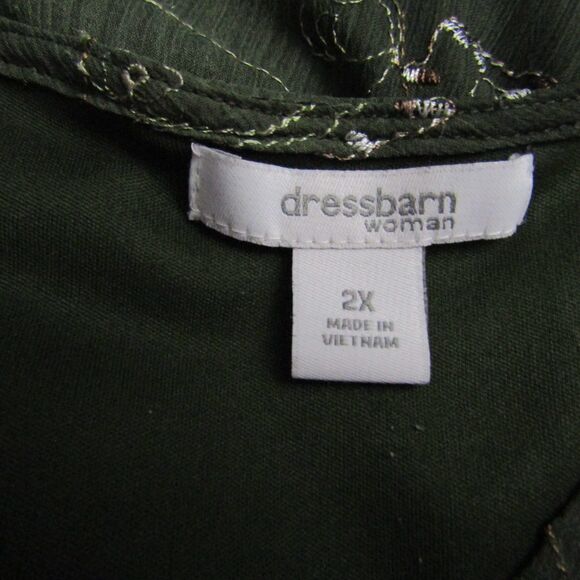 dressbarn
woman
2X
MADE IN
VIETNAM